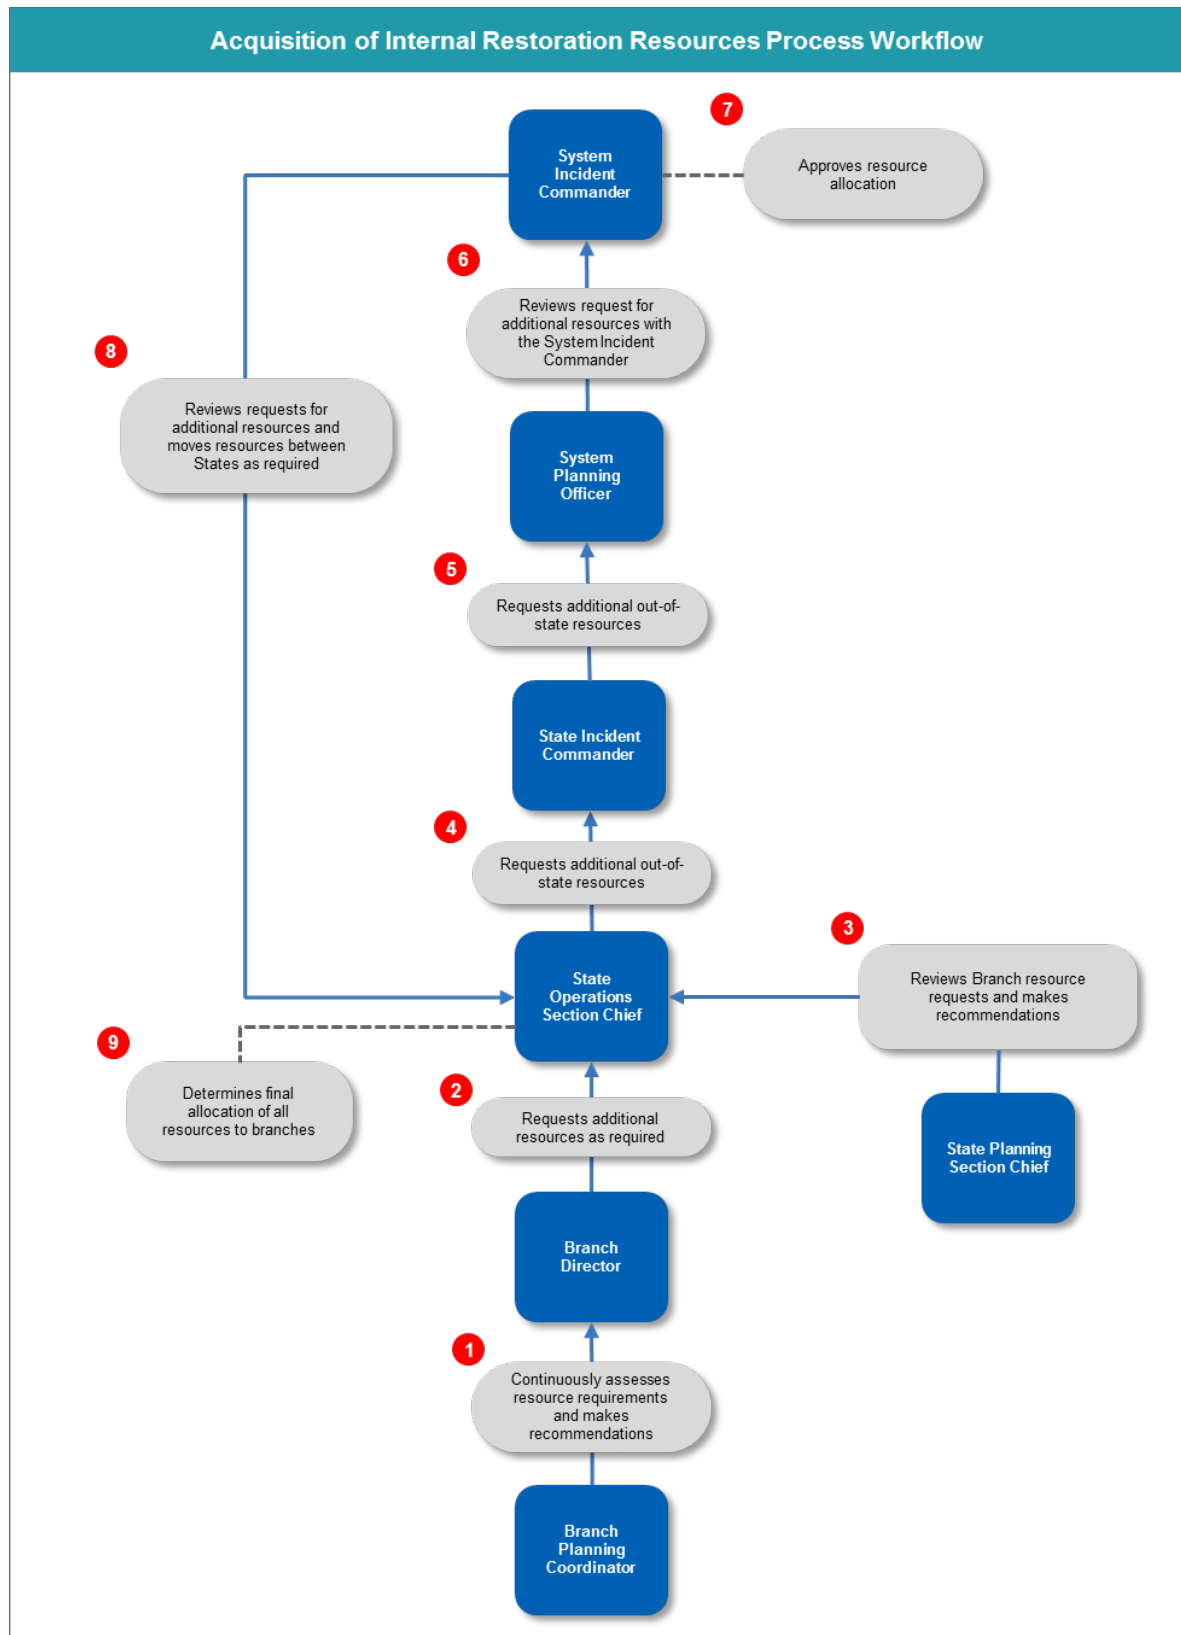 Acquisition of Internal Restoration Resources Process Workflow
7
System
Incident
Commander
Approves resource
allocation
6
Reviews request for
additional resources with
the System Incident
Commander
8
Reviews requests for
additional resources and
moves resources between
States as required
System
Planning
Officer
5
Requests additional out-of-
state resources
State Incident
Commander
4
Requests additional out-of-
state resources
3
Reviews Branch resource
requests and makes
recommendations
State
Operations
Section Chief
9
Determines final
allocation of all
resources to branches
2
Requests additional
resources as required
State Planning
Section Chief
Branch
Director
1
Continuously assesses
resource requirements
and makes
recommendations
Branch
Planning
Coordinator